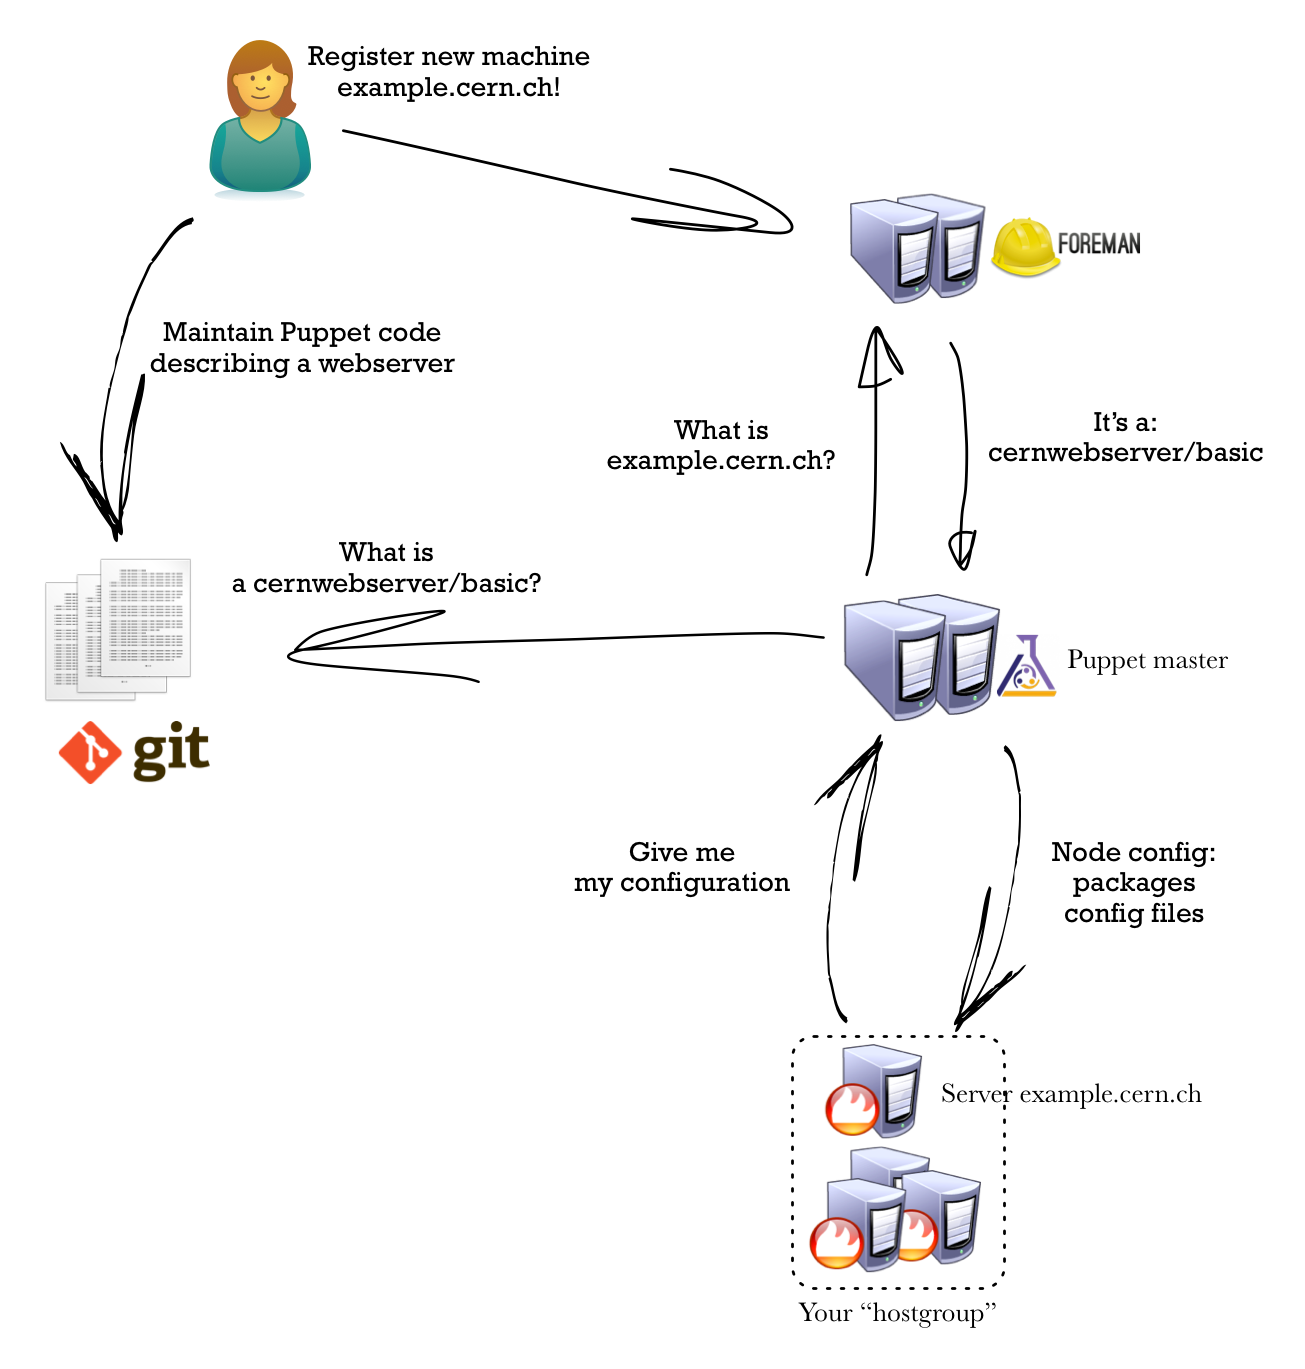 Register new machine
example.cern.ch!
FOREMAN
Maintain Puppet code
describing a webserver
What is
example.cern.ch?
It's a:
cernwebserver/basic
What is
a cernwebserver/basic?
Puppet master
git
Give me
my configuration
Node config:
packages
config files
Server example.cern.ch
Your “hostgroup”